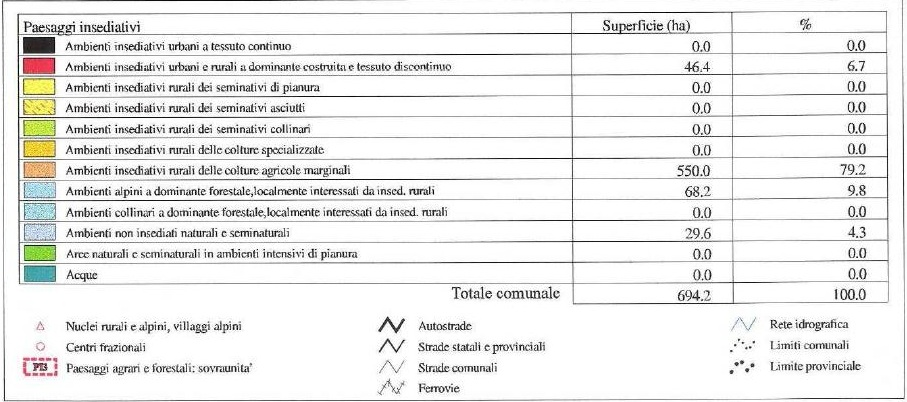 Paesaggi insediativi Superficie (ha) %
Ambienti insediativi urbani a tessuto continuo 0.0 0.0
Ambienti insediativi urbani e rurali a dominante costruita e tessuto discontinuo 46.4 6.7
Ambienti insediativi rurali dei seminativi di pianura 0.0 0.0
Ambienti insediativi rurali dei seminativi asciutti 0.0 0.0
Ambienti insediativi rurali dei seminativi collinari 0.0 0.0
Ambienti insediativi rurali delle colture specializzate 0.0 0.0
Ambienti insediativi rurali delle colture agricole marginali 550.0 79.2
Ambienti alpini a dominante forestale,localmente interessati da insed. rurali 68.2 9.8
Ambienti collinari a dominante forestale,localmente interessati da insed. rurali 0.0 0.0
Ambienti non insediati naturali e seminaturali 29.6 4.3
Aree naturali e seminaturali in ambienti intensivi di pianura 0.0 0.0
Acque 0.0 0.0
Totale comunale 694.2 100.0
Nuclei rurali e alpini, villaggi alpini Autostrade Rete idrografica
Centri frazionali Strade statali e provinciali Limiti comunali
PI3 Paesaggi agrari e forestali: sovraunita' Strade comunali Limite provinciale
Ferrovie